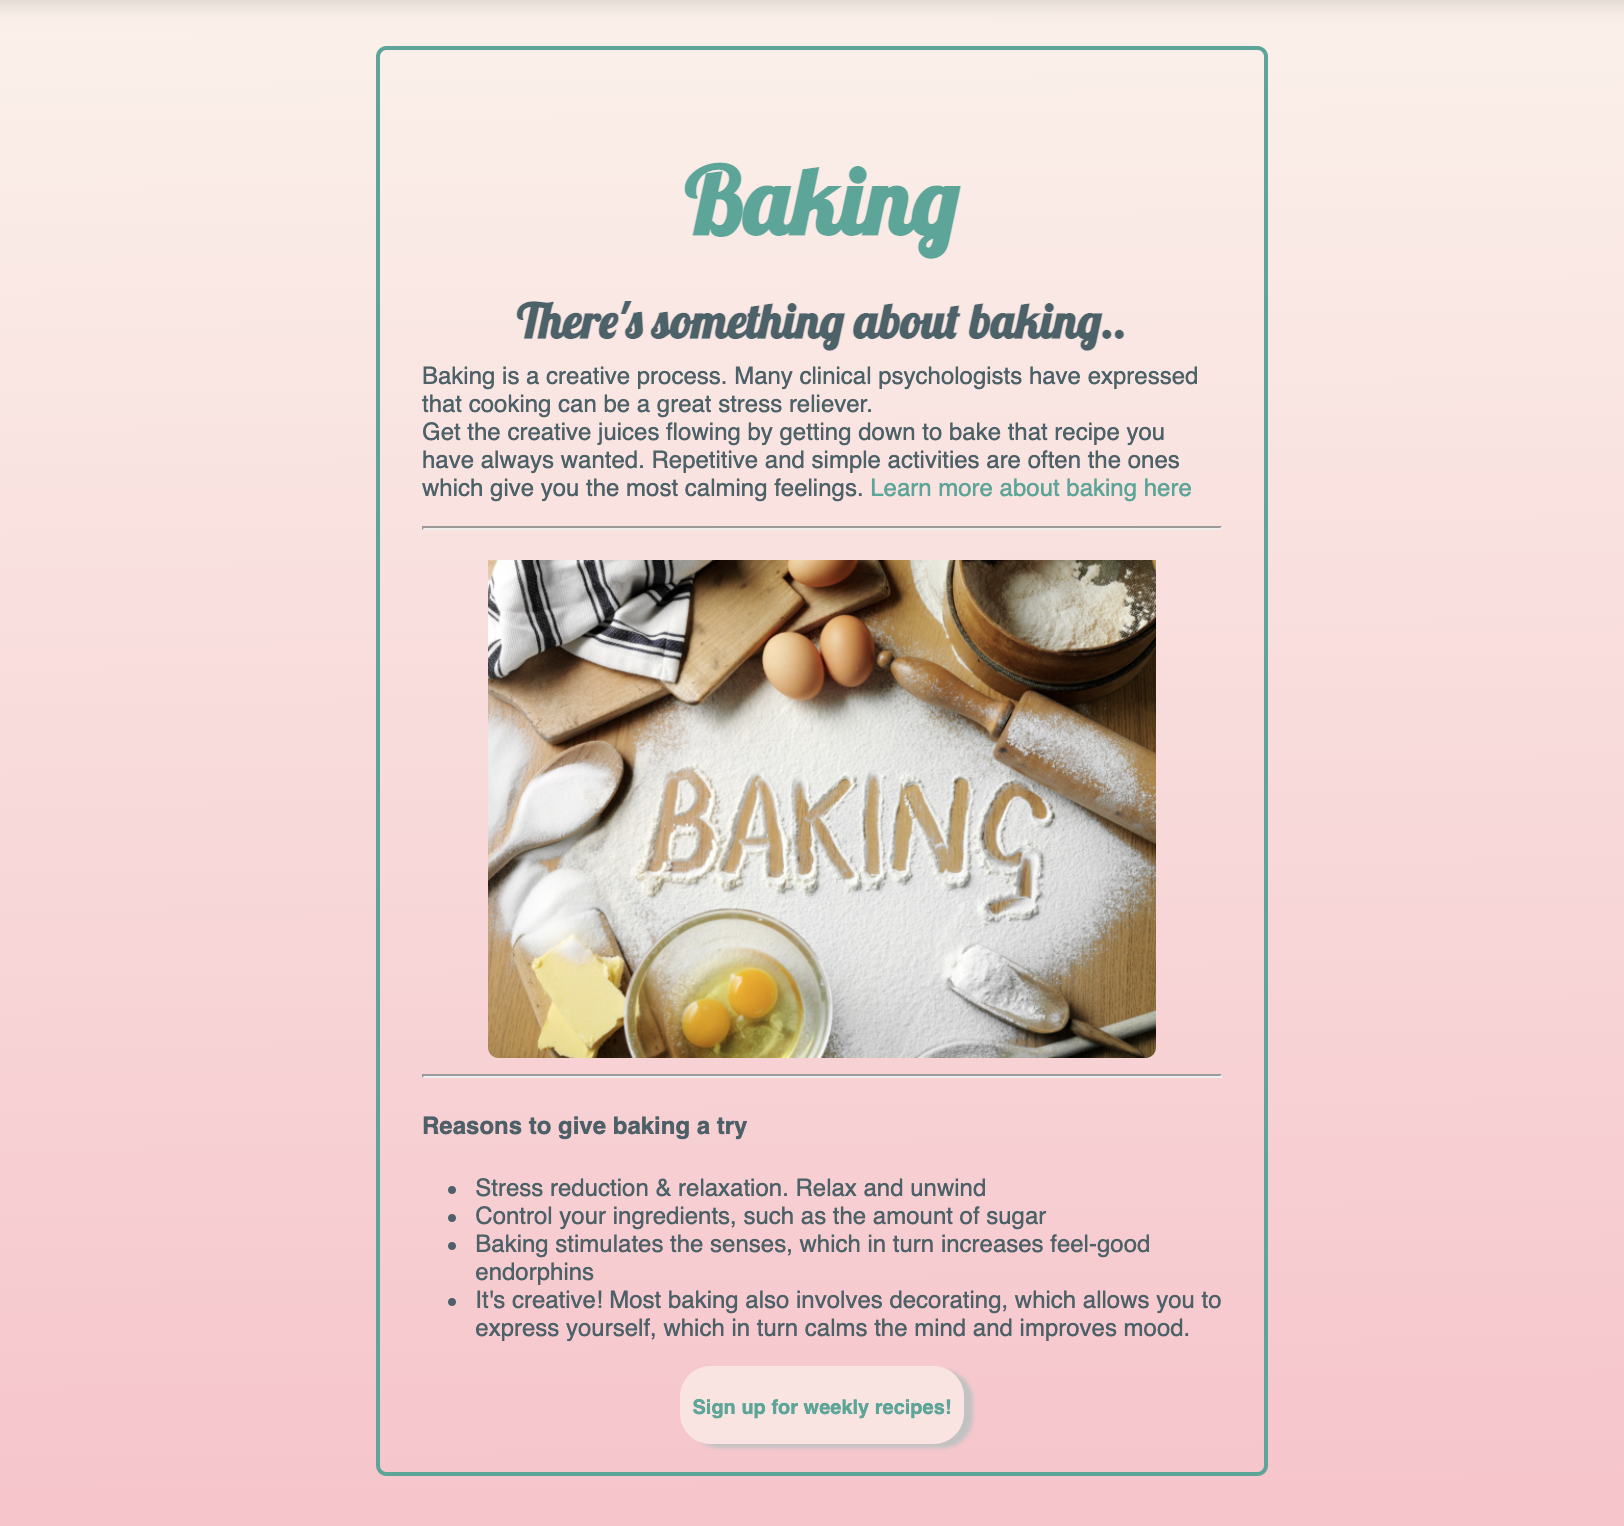 Baking
There's something about baking..
Baking is a creative process. Many clinical psychologists have expressed
that cooking can be a great stress reliever.
Get the creative juices flowing by getting down to bake that recipe you
have always wanted. Repetitive and simple activities are often the ones
which give you the most calming feelings. Learn more about baking here
BAKING
Reasons to give baking a try
• Stress reduction & relaxation. Relax and unwind
• Control your ingredients, such as the amount of sugar
• Baking stimulates the senses, which in turn increases feel-good
endorphins
• It's creative! Most baking also involves decorating, which allows you to
express yourself, which in turn calms the mind and improves mood.
Sign up for weekly recipes!